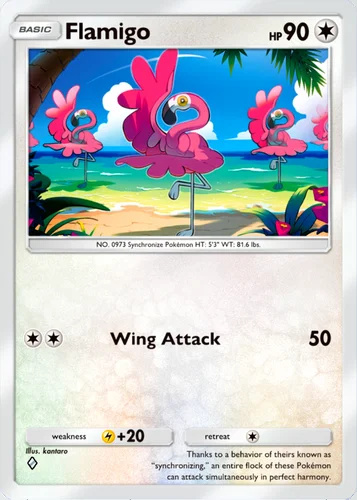 BASIC Flamigo HP 90
NO. 0973 Synchronize Pokémon HT: 5'3" WT: 81.6 lbs.
Wing Attack 50
weakness +20 retreat
Illus. kantaro
Thanks to a behavior of theirs known as
“synchronizing,” an entire flock of these Pokémon
can attack simultaneously in perfect harmony.